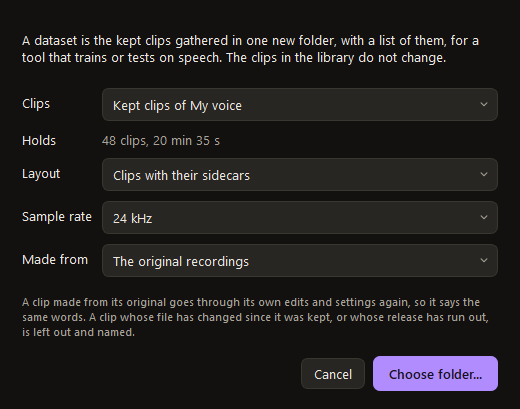 A dataset is the kept clips gathered in one new folder, with a list of them, for a
tool that trains or tests on speech. The clips in the library do not change.
Clips
Kept clips of My voice
Holds
48 clips, 20 min 35 s
Layout
Clips with their sidecars
Sample rate
24 kHz
Made from
The original recordings
A clip made from its original goes through its own edits and settings again, so it says the
same words. A clip whose file has changed since it was kept, or whose release has run out,
is left out and named.
Cancel
Choose folder...